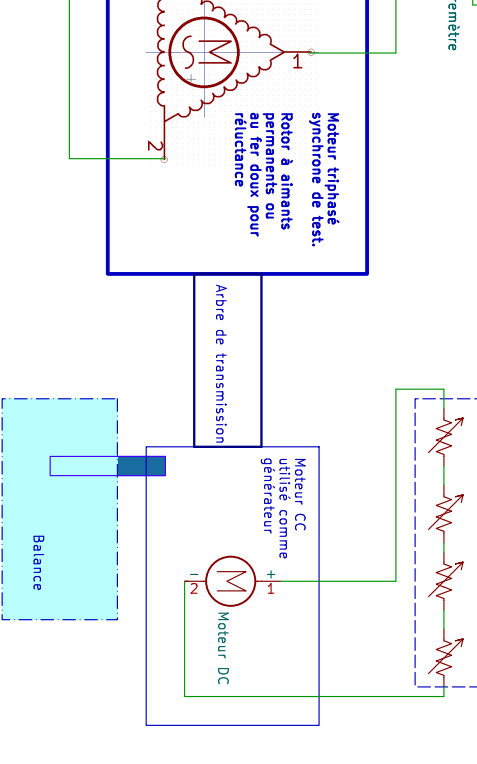 remètre
M
S
1
2
Moteur triphasé
synchrone de test.
Rotor à aimants
permanents ou
au fer doux pour
réluctance
Arbre de transmission
Moteur CC
utilisé comme
générateur
M
+
1
-
2
Moteur DC
Balance